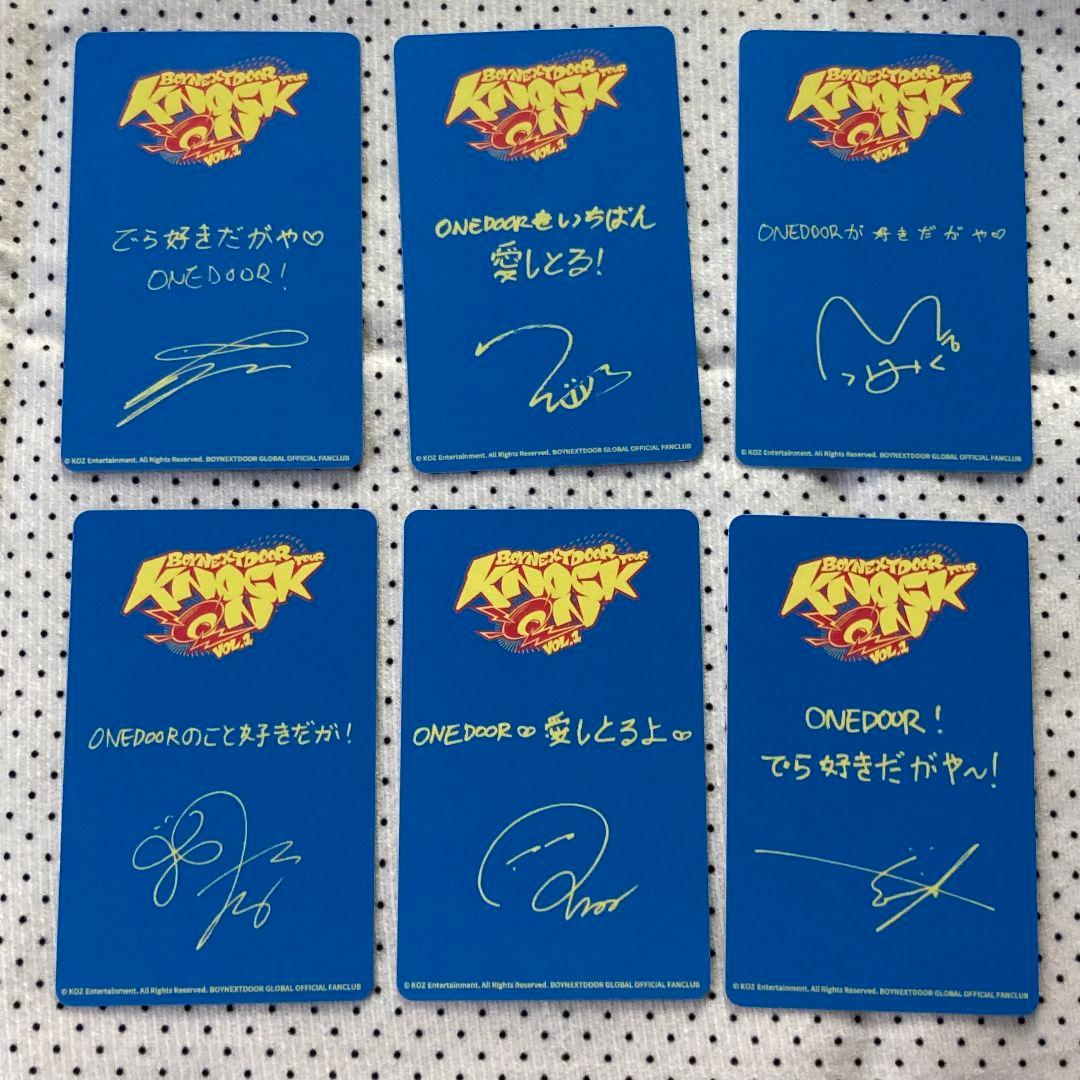 BOYNEXTDOOR TOUR
KNOCK
ON
VOL.1
でら好きだがや♡
ONEDOOR!
© KOZ Entertainment. All Rights Reserved. BOYNEXTDOOR GLOBAL OFFICIAL FANCLUB
BOYNEXTDOOR TOUR
KNOCK
ON
VOL.1
ONEDOORをいちばん
愛しとる!
© KOZ Entertainment. All Rights Reserved. BOYNEXTDOOR GLOBAL OFFICIAL FANCLUB
BOYNEXTDOOR TOUR
KNOCK
ON
VOL.1
ONEDOORが好きだがや♡
© KOZ Entertainment. All Rights Reserved. BOYNEXTDOOR GLOBAL OFFICIAL FANCLUB
BOYNEXTDOOR TOUR
KNOCK
ON
VOL.1
ONEDOORのこと好きだが!
© KOZ Entertainment. All Rights Reserved. BOYNEXTDOOR GLOBAL OFFICIAL FANCLUB
BOYNEXTDOOR TOUR
KNOCK
ON
VOL.1
ONEDOOR♡愛しとるよ♡
© KOZ Entertainment. All Rights Reserved. BOYNEXTDOOR GLOBAL OFFICIAL FANCLUB
BOYNEXTDOOR TOUR
KNOCK
ON
VOL.1
ONEDOOR!
でら好きだがや~!
© KOZ Entertainment. All Rights Reserved. BOYNEXTDOOR GLOBAL OFFICIAL FANCLUB